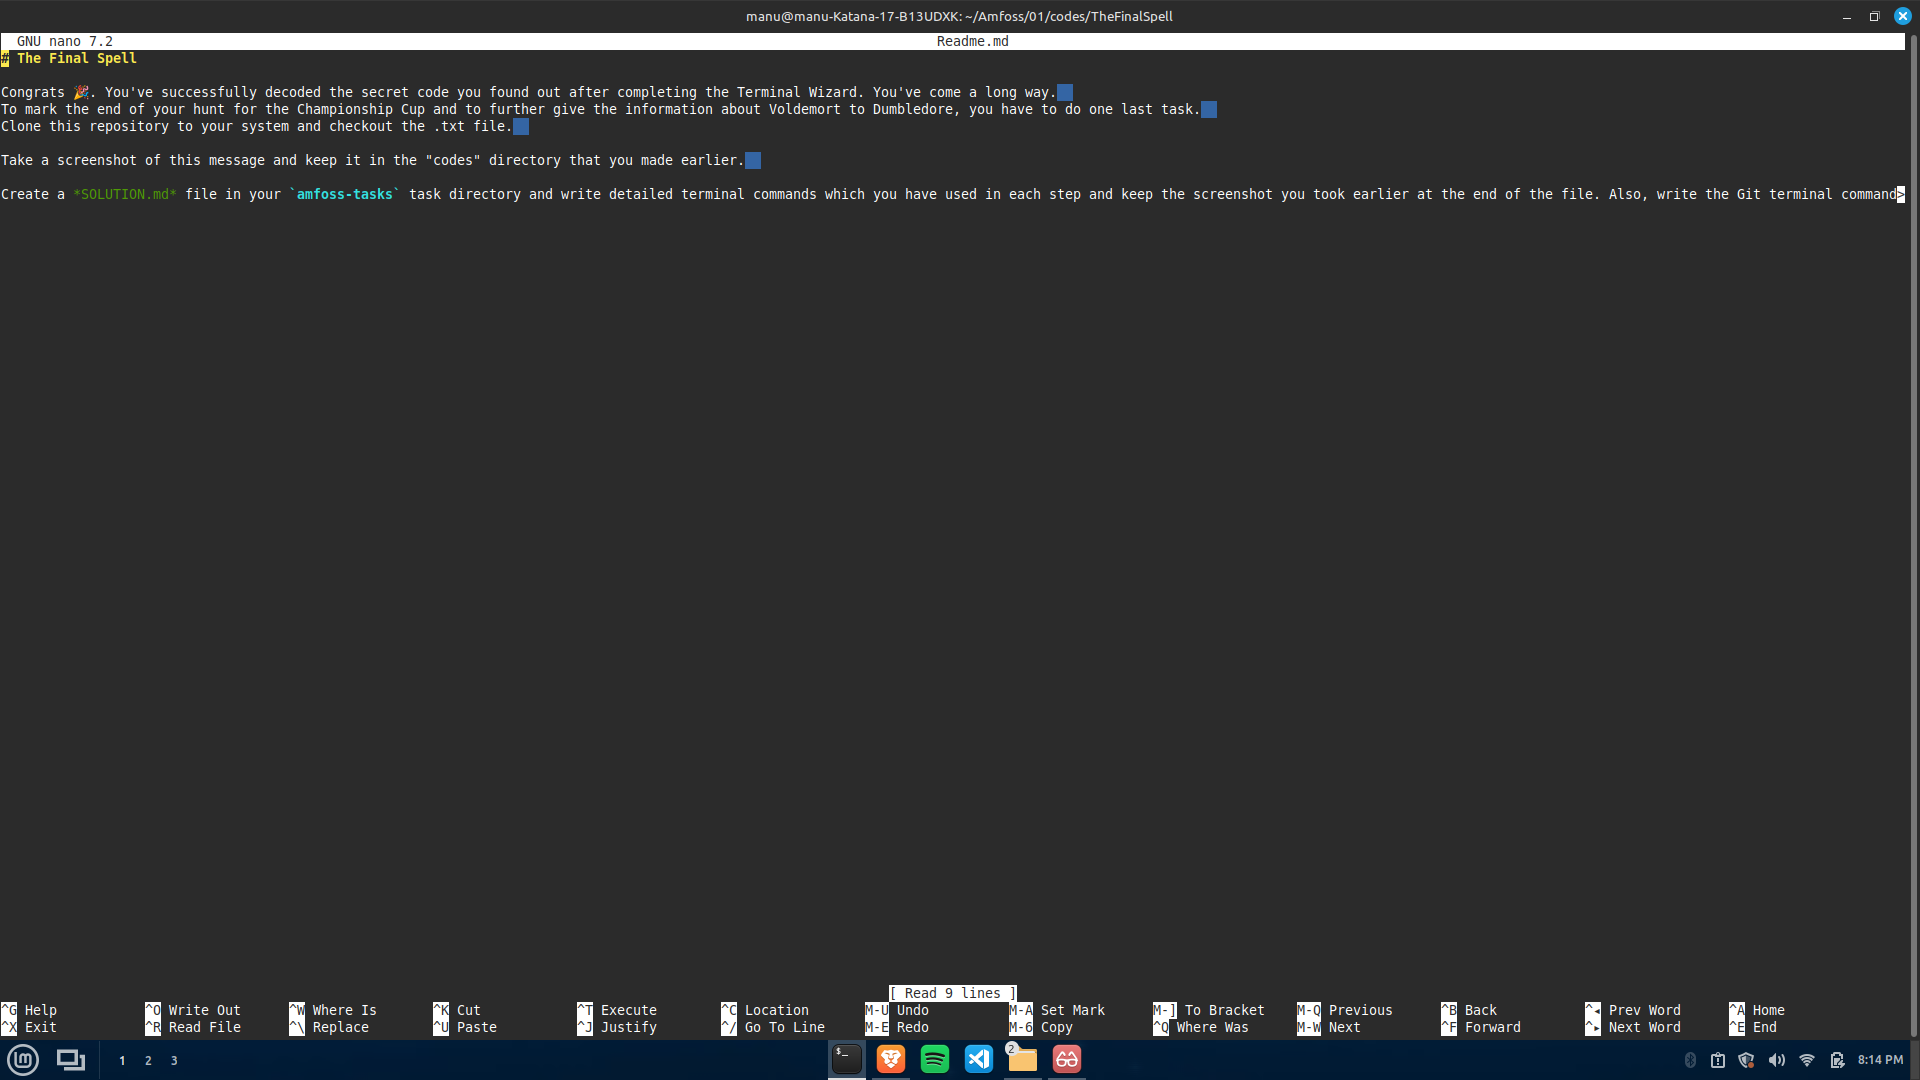 manu@manu-Katana-17-B13UDXK: ~/Amfoss/01/codes/TheFinalSpell
GNU nano 7.2 Readme.md
# The Final Spell
Congrats 🎉. You've successfully decoded the secret code you found out after completing the Terminal Wizard. You've come a long way.
To mark the end of your hunt for the Championship Cup and to further give the information about Voldemort to Dumbledore, you have to do one last task.
Clone this repository to your system and checkout the .txt file.
Take a screenshot of this message and keep it in the "codes" directory that you made earlier.
Create a *SOLUTION.md* file in your `amfoss-tasks` task directory and write detailed terminal commands which you have used in each step and keep the screenshot you took earlier at the end of the file. Also, write the Git terminal command>
[ Read 9 lines ]
^G Help ^O Write Out ^W Where Is ^K Cut ^T Execute ^C Location M-U Undo M-A Set Mark M-] To Bracket M-Q Previous ^B Back ^◂ Prev Word ^A Home
^X Exit ^R Read File ^\ Replace ^U Paste ^J Justify ^/ Go To Line M-E Redo M-6 Copy ^Q Where Was M-W Next ^F Forward ^▸ Next Word ^E End
1 2 3 $_ 2 8:14 PM